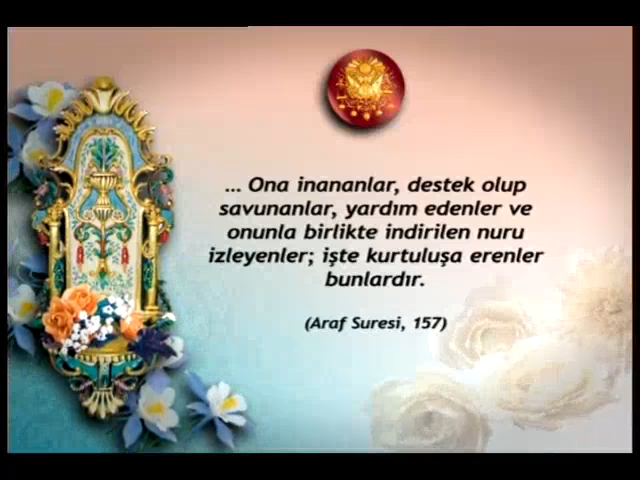 ... Ona inananlar, destek olup
savunanlar, yardım edenler ve
onunla birlikte indirilen nuru
izleyenler; işte kurtuluşa erenler
bunlardır.
(Araf Suresi, 157)